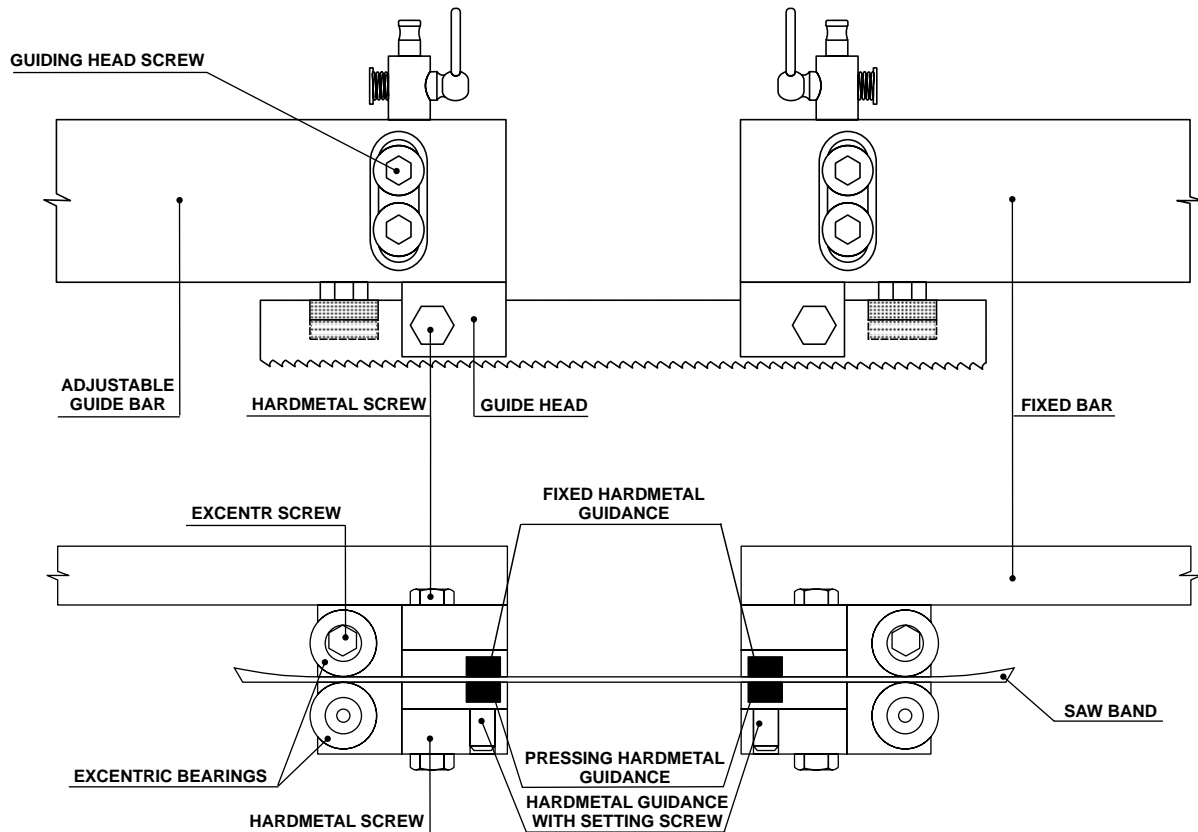 GUIDING HEAD SCREW
ADJUSTABLE
GUIDE BAR
HARDMETAL SCREW
GUIDE HEAD
FIXED BAR
FIXED HARDMETAL
GUIDANCE
EXCENTR SCREW
SAW BAND
EXCENTRIC BEARINGS
PRESSING HARDMETAL
GUIDANCE
HARDMETAL GUIDANCE
WITH SETTING SCREW
HARDMETAL SCREW